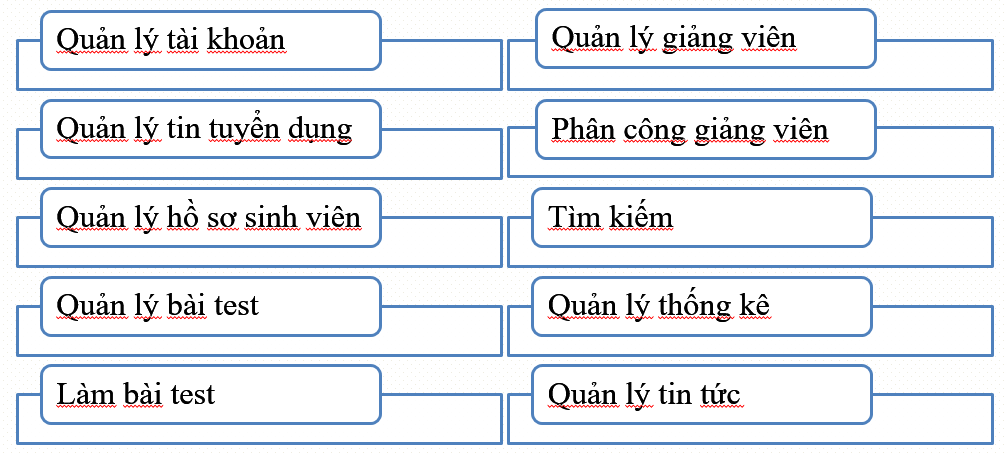 Quản lý tài khoản
Quản lý tin tuyển dụng
Quản lý hồ sơ sinh viên
Quản lý bài test
Làm bài test
Quản lý giảng viên
Phân công giảng viên
Tìm kiếm
Quản lý thống kê
Quản lý tin tức